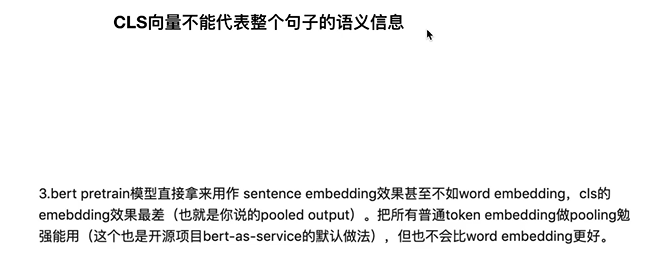 CLS向量不能代表整个句子的语义信息
3.bert pretrain模型直接拿来用作 sentence embedding效果甚至不如word embedding，cls的
emebdding效果最差（也就是你说的pooled output）。把所有普通token embedding做pooling勉
强能用（这个也是开源项目bert-as-service的默认做法），但也不会比word embedding更好。